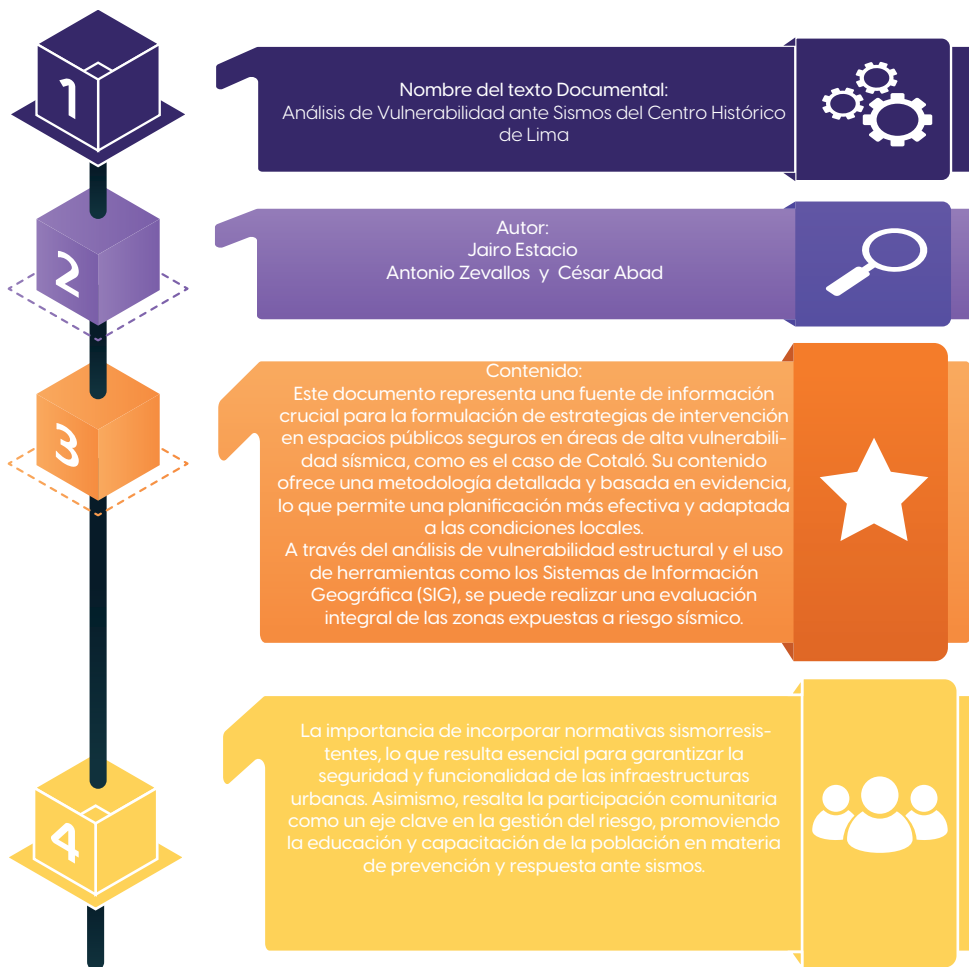 1
Nombre del texto Documental:
Análisis de Vulnerabilidad ante Sismos del Centro Histórico
de Lima
2
Autor:
Jairo Estacio
Antonio Zevallos y César Abad
3
Contenido:
Este documento representa una fuente de información
crucial para la formulación de estrategias de intervención
en espacios públicos seguros en áreas de alta vulnerabili-
dad sísmica, como es el caso de Cotaló. Su contenido
ofrece una metodología detallada y basada en evidencia,
lo que permite una planificación más efectiva y adaptada
a las condiciones locales.
A través del análisis de vulnerabilidad estructural y el uso
de herramientas como los Sistemas de Información
Geográfica (SIG), se puede realizar una evaluación
integral de las zonas expuestas a riesgo sísmico.
4
La importancia de incorporar normativas sismorresis-
tentes, lo que resulta esencial para garantizar la
seguridad y funcionalidad de las infraestructuras
urbanas. Asimismo, resalta la participación comunitaria
como un eje clave en la gestión del riesgo, promoviendo
la educación y capacitación de la población en materia
de prevención y respuesta ante sismos.